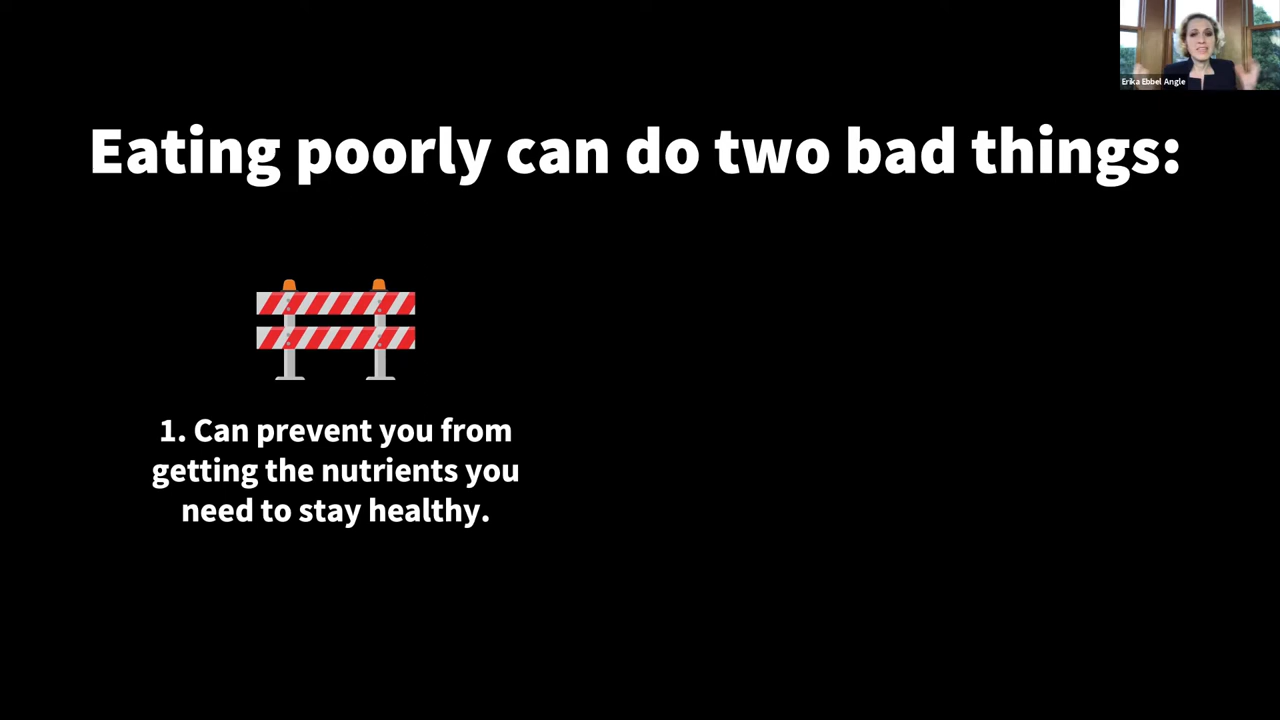 Erika Ebbel Angle
Eating poorly can do two bad things:
1. Can prevent you from
getting the nutrients you
need to stay healthy.